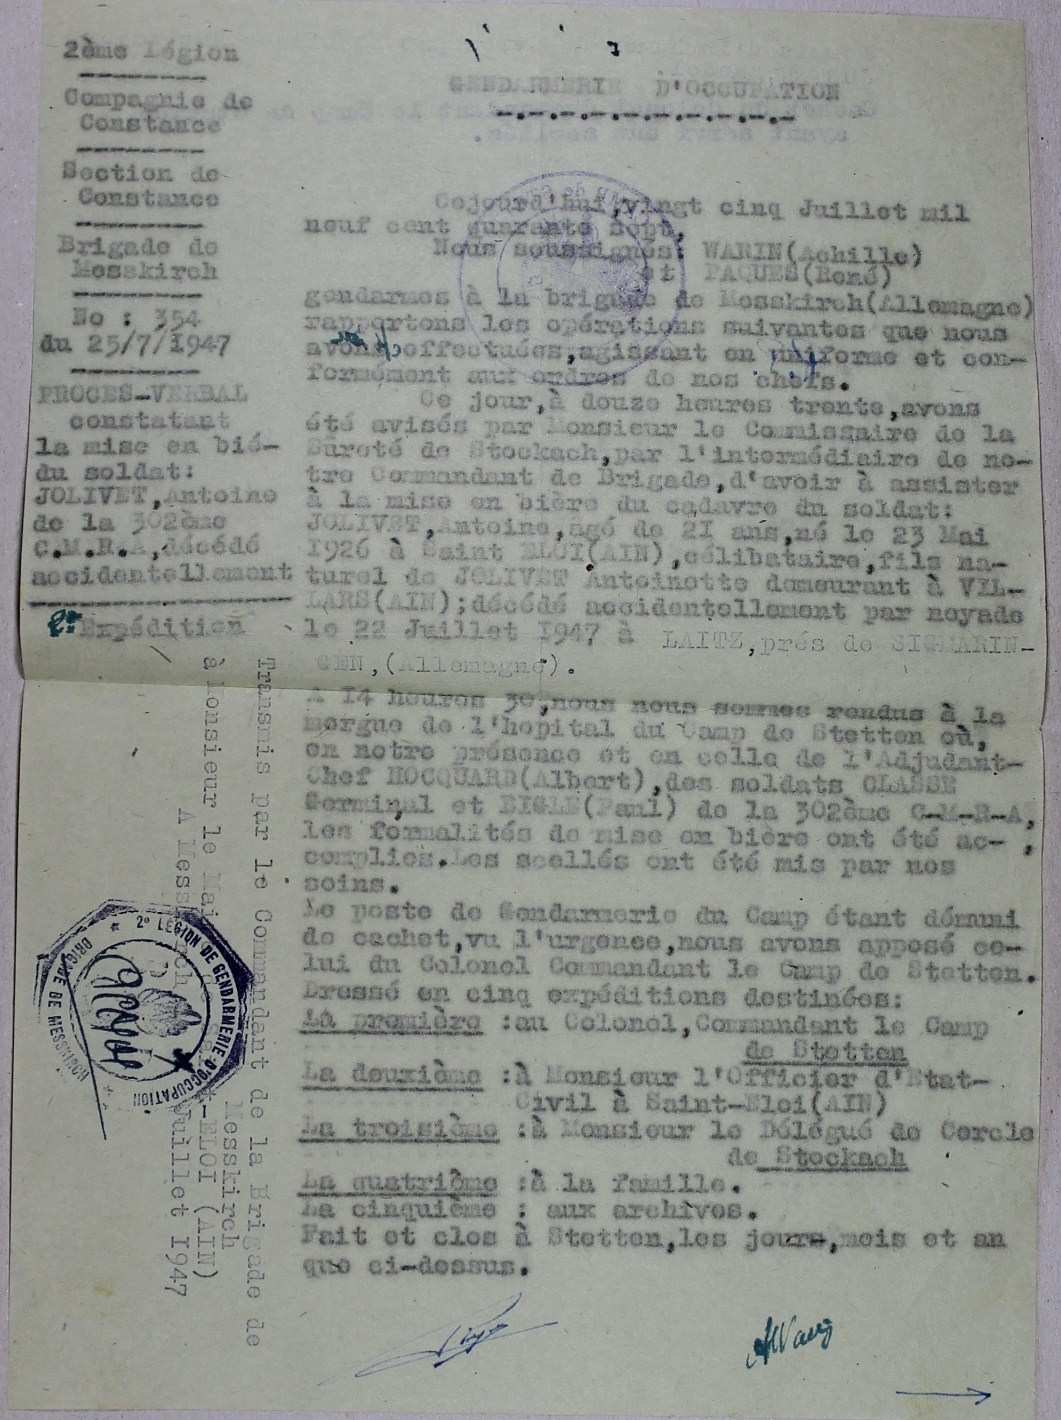 2ème Légion
Compagnie de
Constance
Section de
Constance
Brigade de
Messkirch
No : 354
du 25/7/1947
PROCES-VERBAL
constatant
la mise en biè-
du soldat:
JOLIVET,Antoine
de la 302ème
C.M.R.A,décédé
accidentellement
2e Expédition
GENDARMERIE D'OCCUPATION
Cejourd'hui,vingt cinq Juillet mil
neuf cent quarante sept,
Nous soussignés: WARIN(Achille)
et PAQUES(René)
gendarmes à la brigade de Messkirch(Allemagne)
rapportons les opérations suivantes que nous
avons effectuées,agissant en uniforme et con-
formément aux ordres de nos chefs.
Ce jour,à douze heures trente,avons
été avisés par Monsieur le Commissaire de la
Sûreté de Stockach,par l'intermédiaire de no-
tre Commandant de Brigade,d'avoir à assister
à la mise en bière du cadavre du soldat:
JOLIVET,Antoine,âgé de 21 ans,né le 23 Mai
1926 à Saint ELOI(AIN),célibataire,fils na-
turel de JOLIVET Antoinette demeurant à VIL-
LARS(AIN);décédé accidentellement par noyade
le 22 Juillet 1947 à LAITZ,prés de SIGMARIN-
GEN,(Allemagne).
A 14 heures 30,nous nous sommes rendus à la
morgue de l'hopital du Camp de Stetten où,
en notre présence et en celle de l'Adjudant-
Chef HOCQUARD(Albert),des soldats CLASSE
Germinal et EIGLE(Paul) de la 302ème C-M-R-A,
les formalités de mise en bière ont été ac-
complies.Les scellés ont été mis par nos
soins.
Le poste de Gendarmerie du Camp étant démuni
de cachet,vu l'urgence,nous avons apposé ce-
lui du Colonel Commandant le Camp de Stetten.
Dressé en cinq expéditions destinées:
La première :au Colonel,Commandant le Camp
de Stetten
La deuxième :à Monsieur l'Officier d'Etat-
Civil à Saint-Eloi(AIN)
La troisième :à Monsieur le Délégué de Cercle
de Stockach
La quatrième :à la famille.
La cinquième : aux archives.
Fait et clos à Stetten,les jours,mois et an
que ci-dessus.
Transmis par le Commandant de la Brigade de
Messkirch
à Monsieur le Mai -ELOI (AIN)
A Messkirch Juillet 1947
2e LEGION DE GENDARMERIE D'OCCUPATION
BRIGADE DE MESSKIRCH